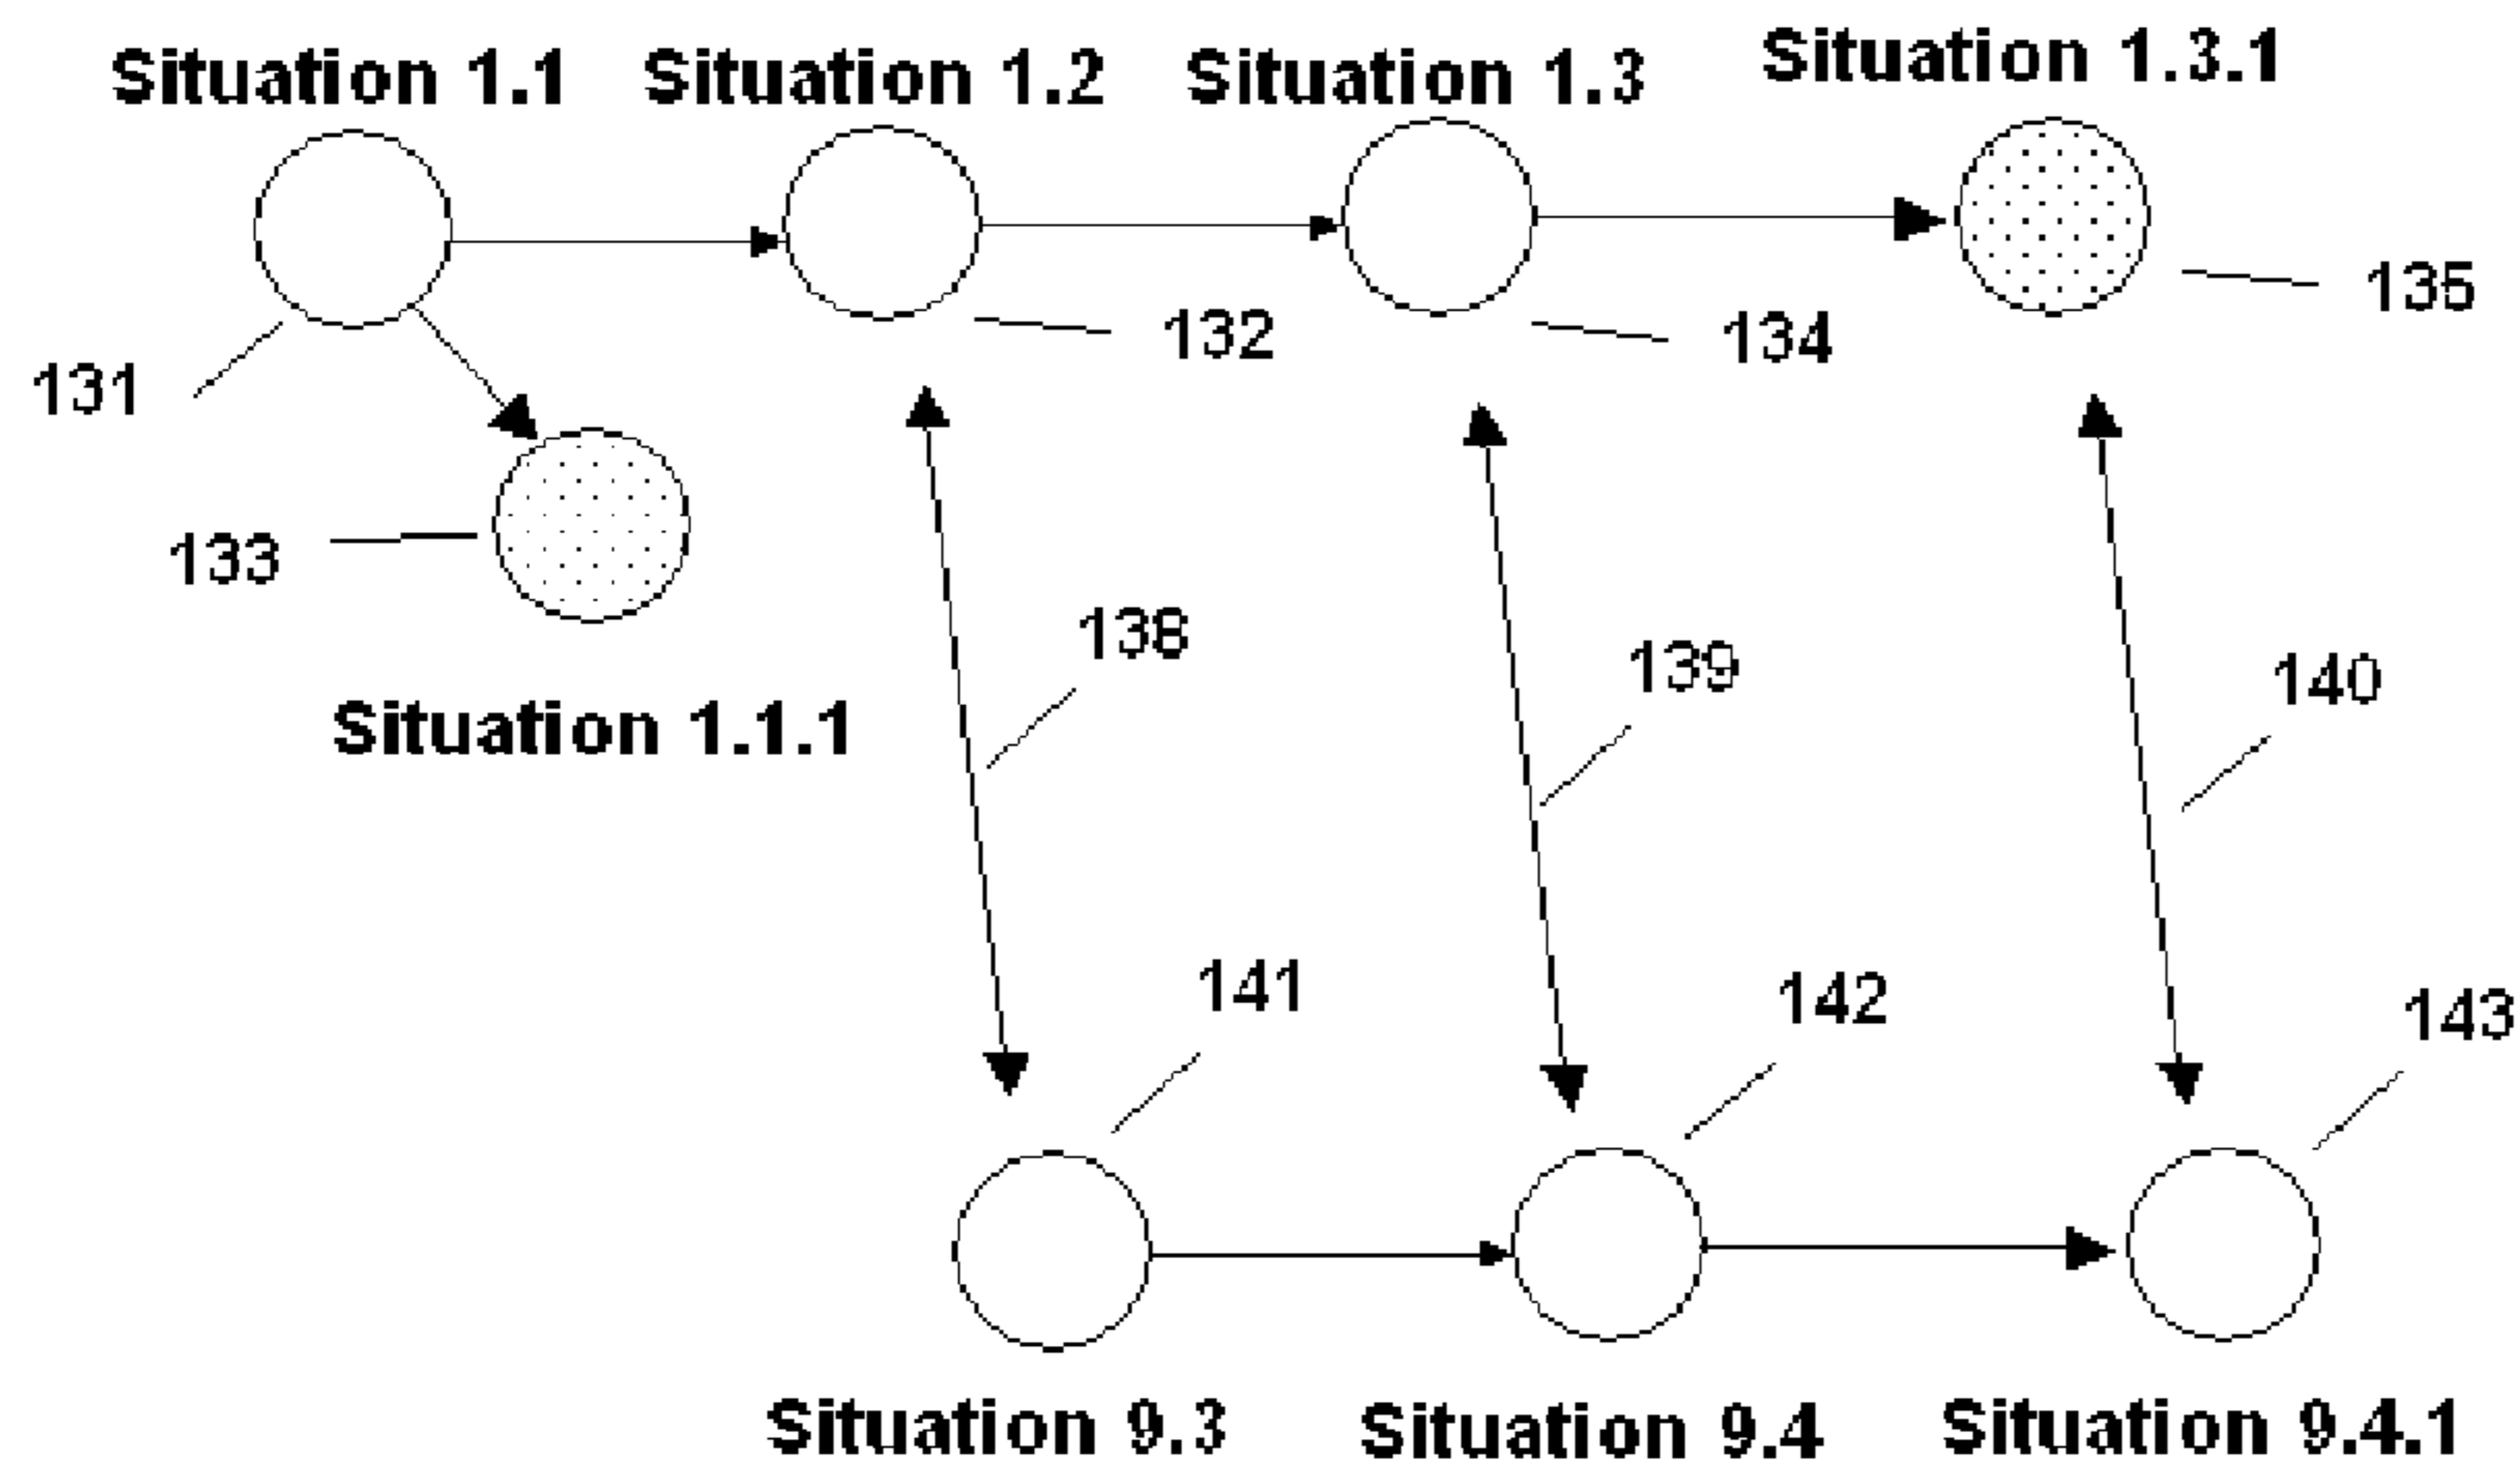 Situation 1.1
Situation 1.2
Situation 1.3
Situation 1.3.1
135
132
134
131
133
138
139
140
Situation 1.1.1
141
142
143
Situation 9.3
Situation 9.4
Situation 9.4.1